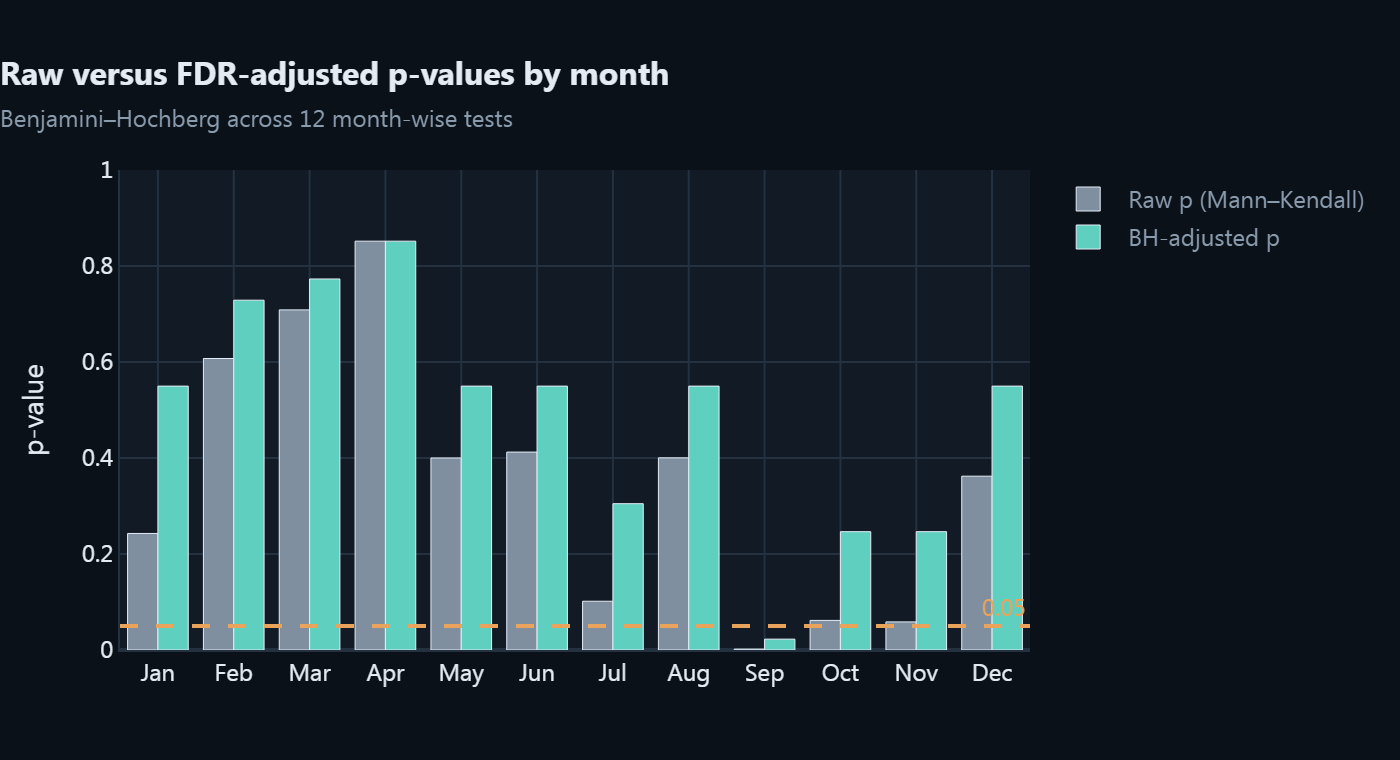 Raw versus FDR-adjusted p-values by month
Benjamini–Hochberg across 12 month-wise tests
1
0.8
0.6
0.4
0.2
0
p-value
Raw p (Mann–Kendall)
BH-adjusted p
0.05
Jan Feb Mar Apr May Jun Jul Aug Sep Oct Nov Dec